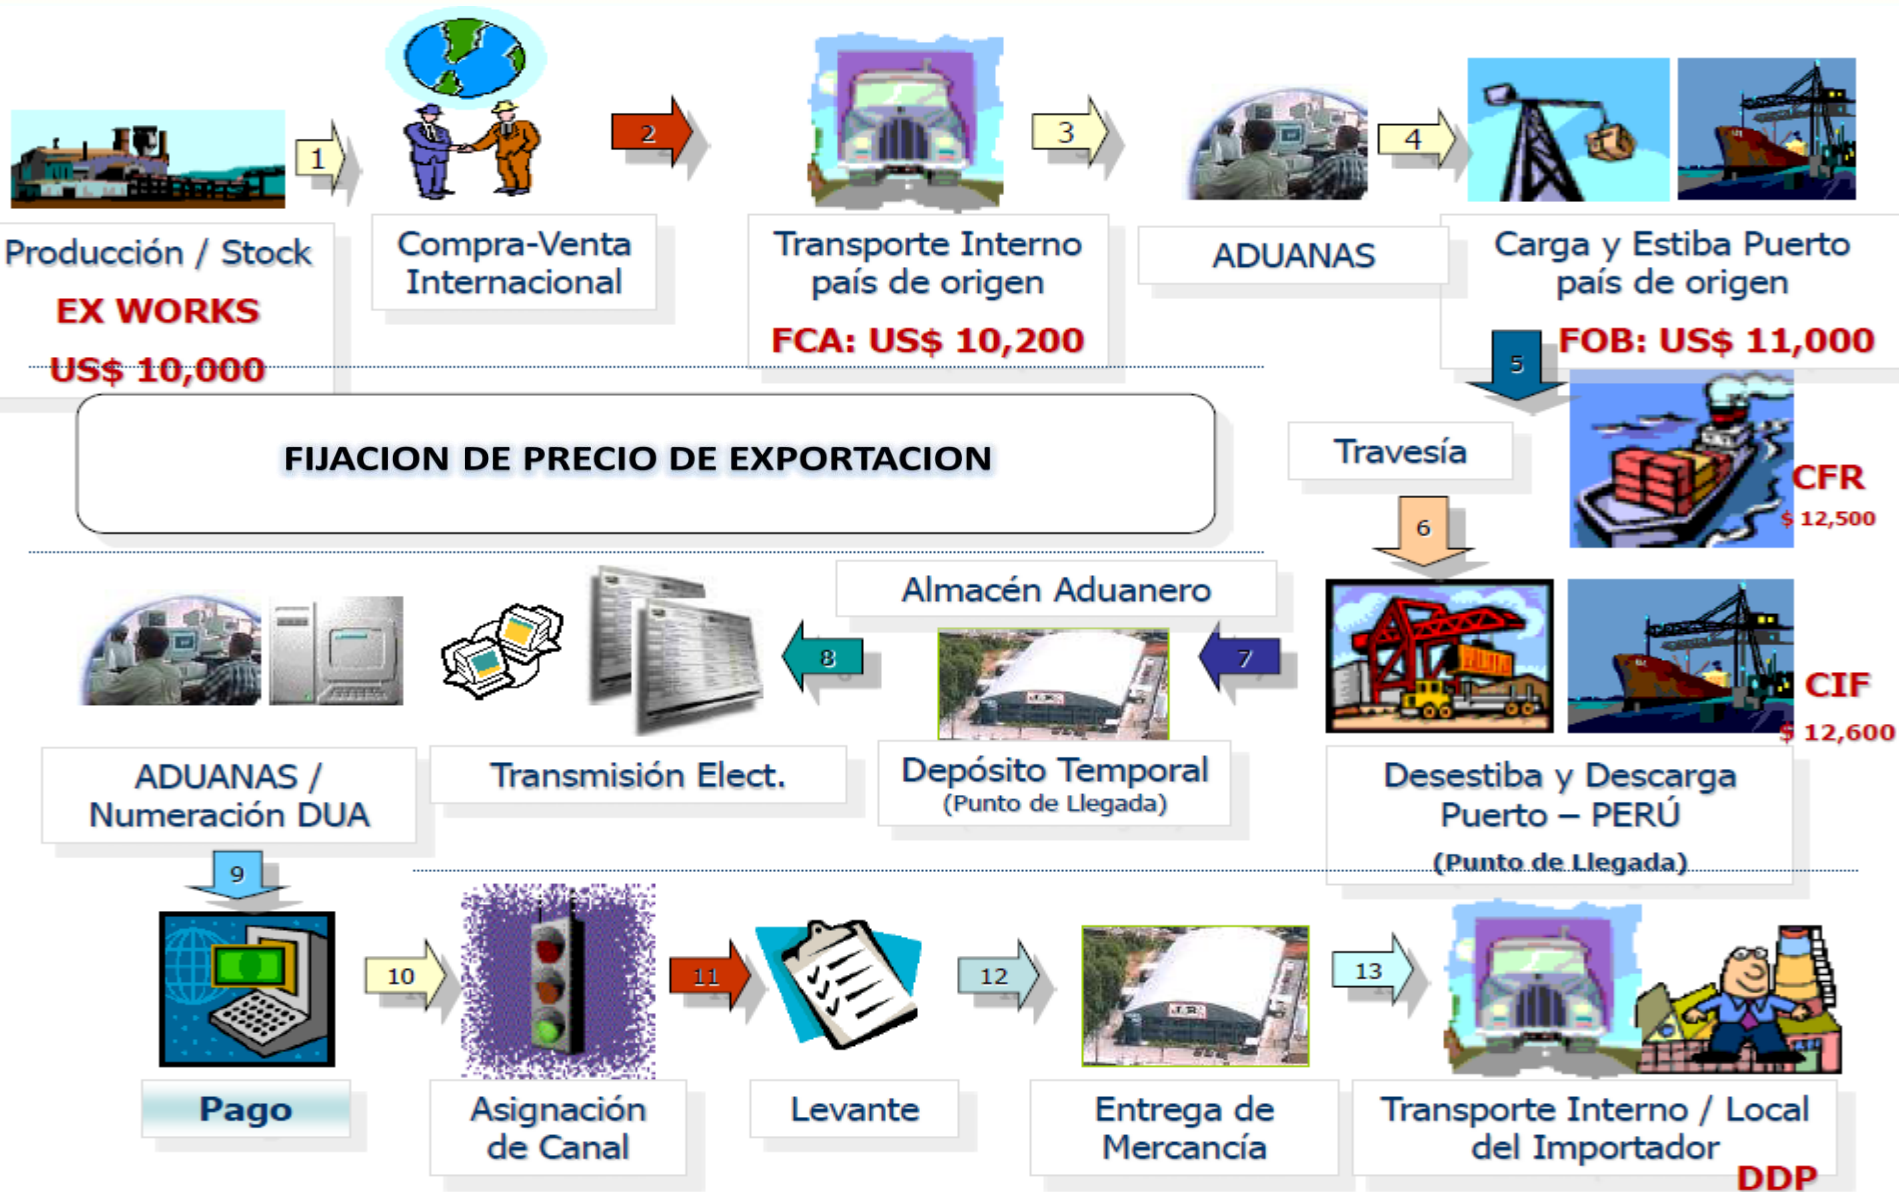 1
2
3
4
Producción / Stock
EX WORKS
US$ 10,000
Compra-Venta
Internacional
Transporte Interno
país de origen
FCA: US$ 10,200
ADUANAS
Carga y Estiba Puerto
país de origen
FOB: US$ 11,000
5
FIJACION DE PRECIO DE EXPORTACION
Travesía
CFR
$ 12,500
6
CIF
$ 12,600
Desestiba y Descarga
Puerto – PERÚ
(Punto de Llegada)
7
Almacén Aduanero
Depósito Temporal
(Punto de Llegada)
8
Transmisión Elect.
ADUANAS /
Numeración DUA
9
Pago
10
Asignación
de Canal
11
Levante
12
Entrega de
Mercancía
13
Transporte Interno / Local
del Importador
DDP